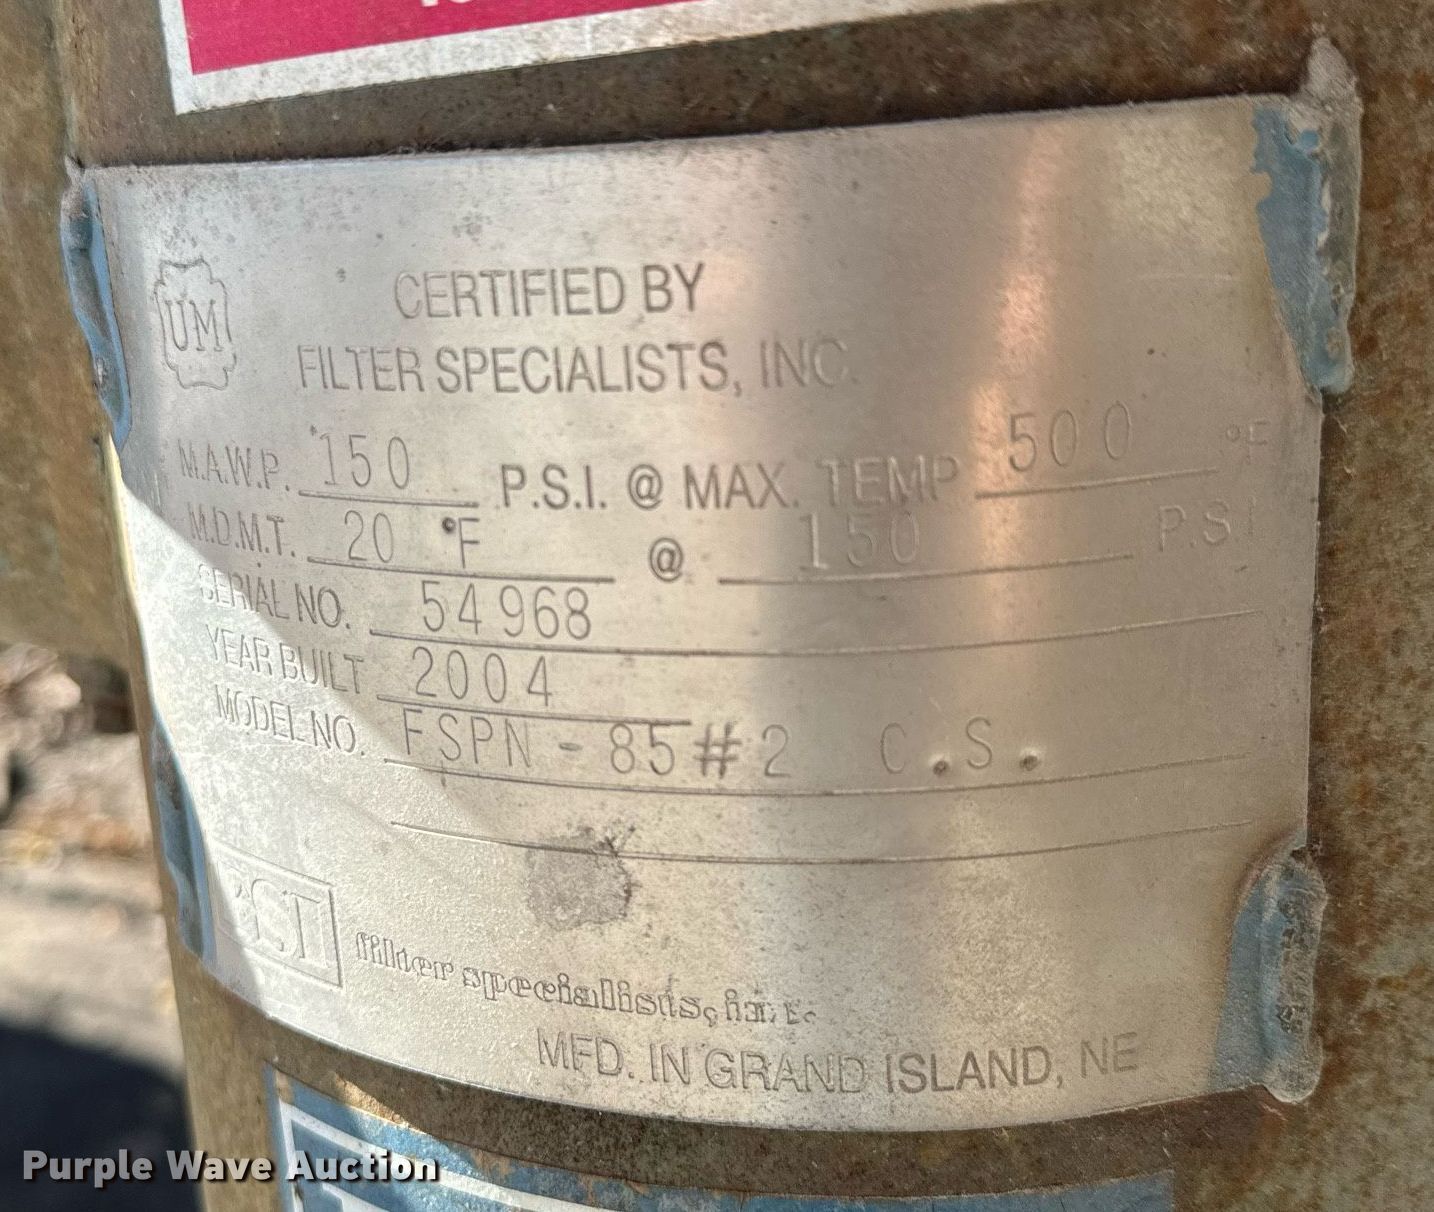 UM
CERTIFIED BY
FILTER SPECIALISTS, INC.
M.A.W.P. 150 P.S.I. @ MAX. TEMP 500 °F
M.D.M.T. 20 °F @ 150 P.S.I
SERIAL NO. 54968
YEAR BUILT 2004
MODEL NO. FSPN - 85#2 C.S.
filter specialists, inc.
MFD. IN GRAND ISLAND, NE
Purple Wave Auction